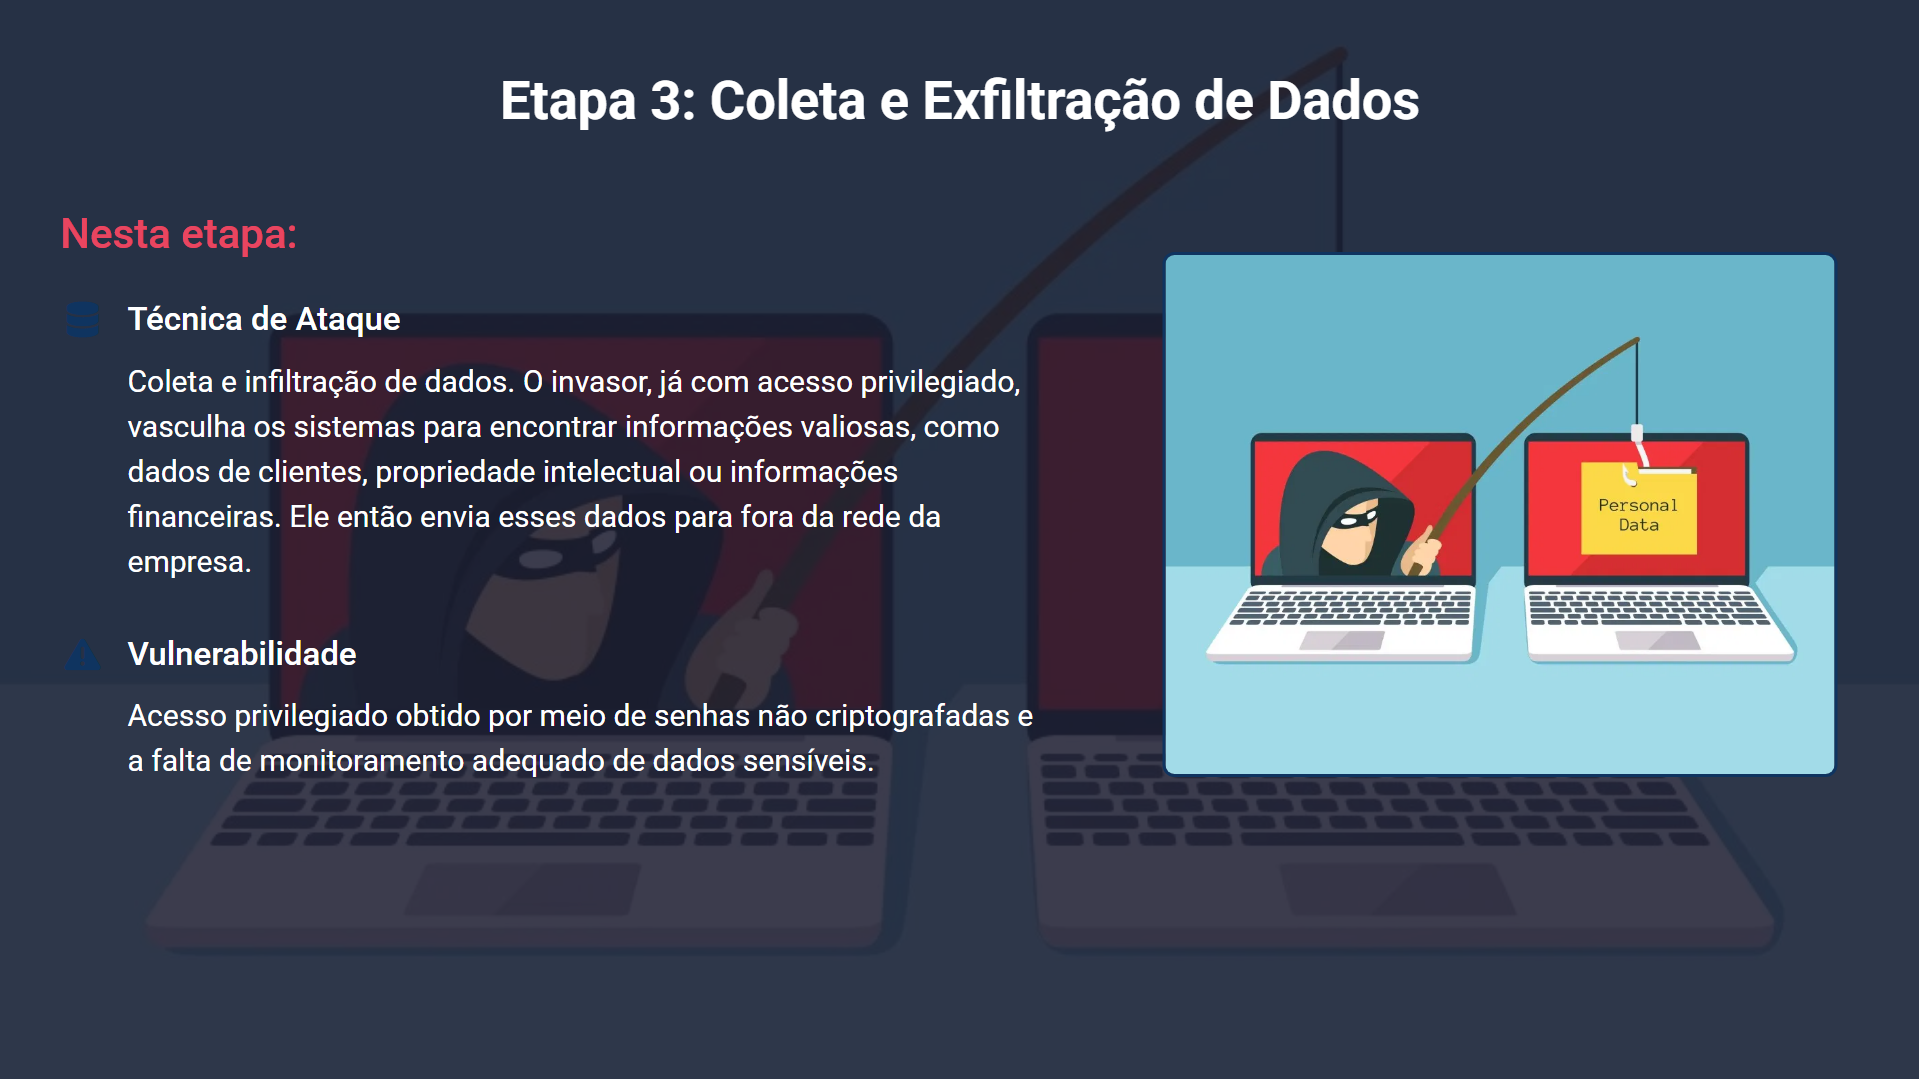 Etapa 3: Coleta e Exfiltração de Dados
Nesta etapa:
Técnica de Ataque
Coleta e infiltração de dados. O invasor, já com acesso privilegiado,
vasculha os sistemas para encontrar informações valiosas, como
dados de clientes, propriedade intelectual ou informações
financeiras. Ele então envia esses dados para fora da rede da
empresa.
Vulnerabilidade
Acesso privilegiado obtido por meio de senhas não criptografadas e
a falta de monitoramento adequado de dados sensíveis.
Personal
Data